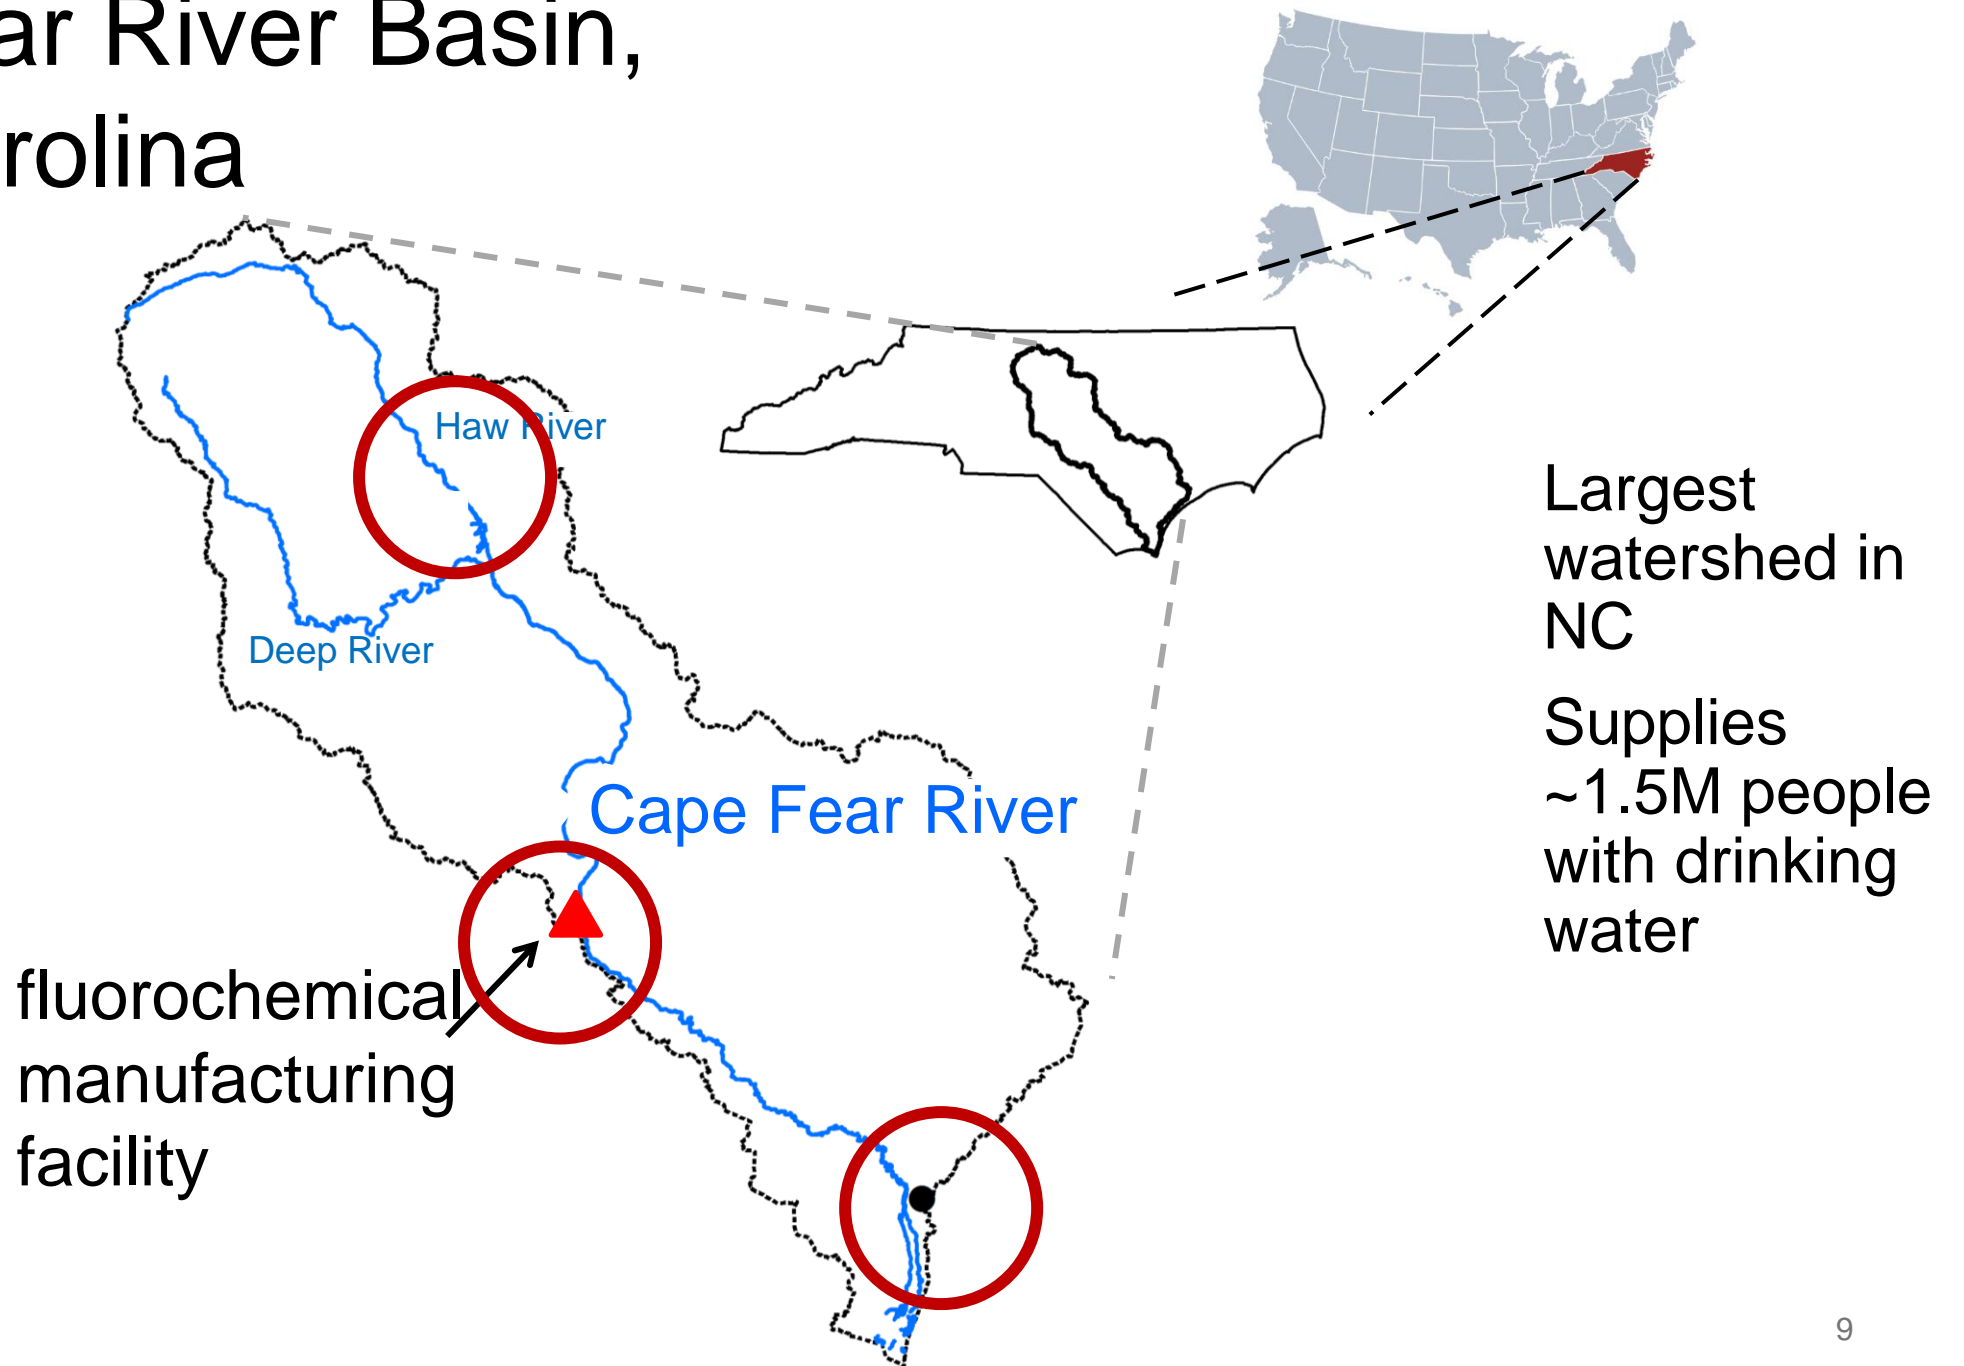 ar River Basin,
rolina
Haw River
Deep River
Cape Fear River
fluorochemical
manufacturing
facility
Largest
watershed in
NC
Supplies
~1.5M people
with drinking
water
9